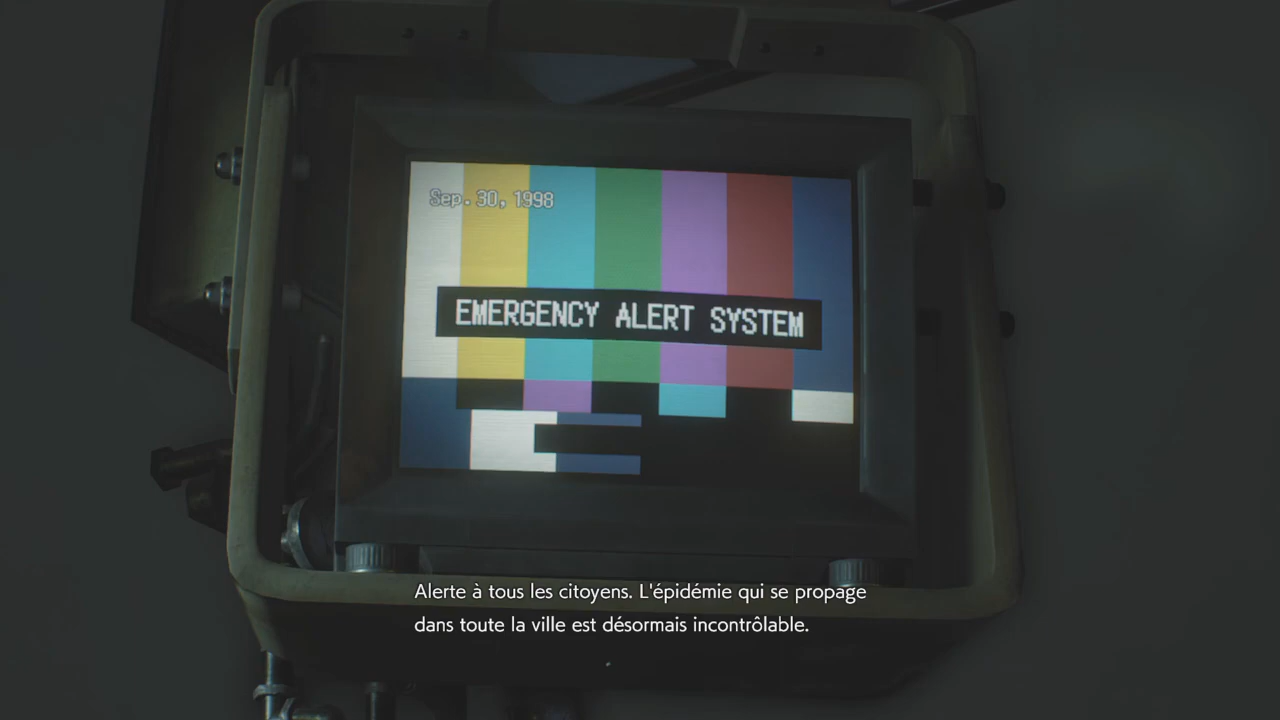 Sep.30, 1998
EMERGENCY ALERT SYSTEM
Alerte à tous les citoyens. L'épidémie qui se propage
dans toute la ville est désormais incontrôlable.